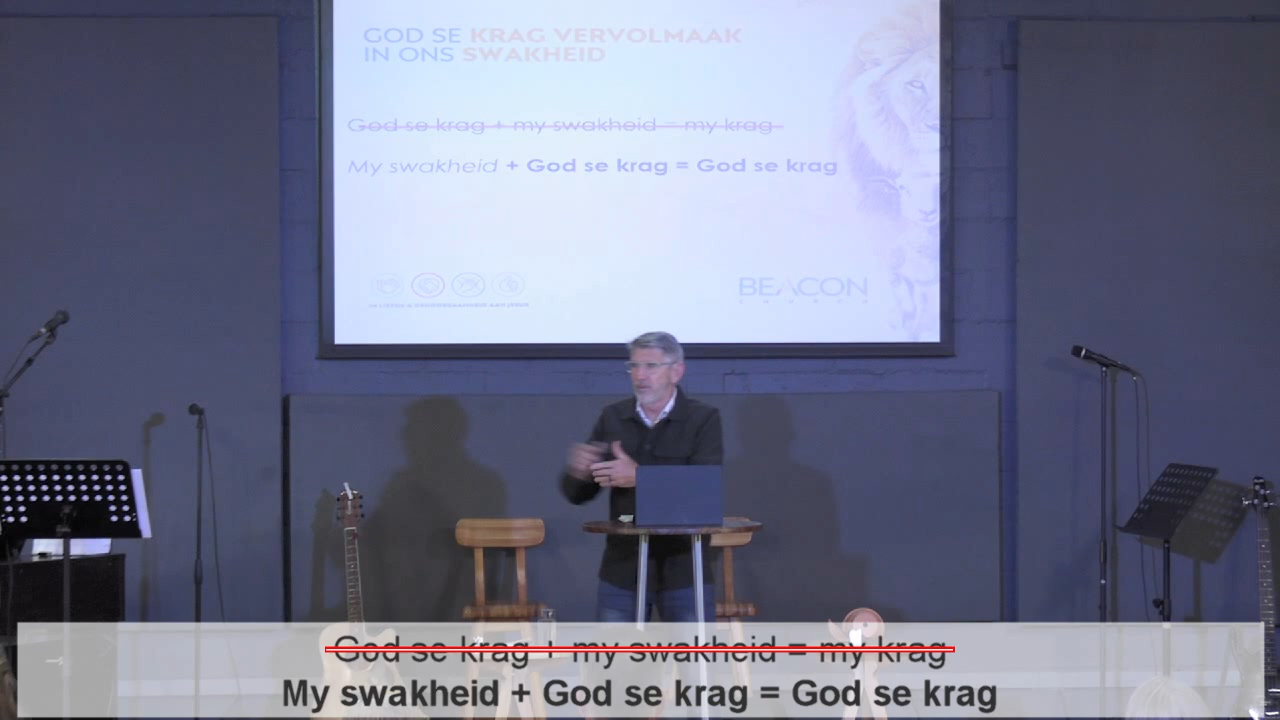 GOD SE KRAG VERVOLMAAK
IN ONS SWAKHEID
God se krag + my swakheid = my krag
My swakheid + God se krag = God se krag
BEACON
CHURCH
God se krag + my swakheid = my krag
My swakheid + God se krag = God se krag